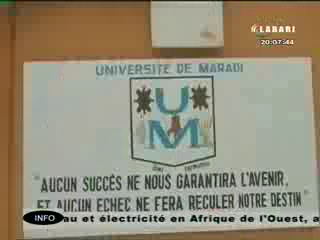 LABARI
20:07:44
UNIVERSITE DE MARADI
UM
"AUCUN SUCCÈS NE NOUS GARANTIRA L'AVENIR,
ET AUCUN ECHEC NE FERA RECULER NOTRE DESTIN"
INFO au et électricité en Afrique de l'Ouest, a